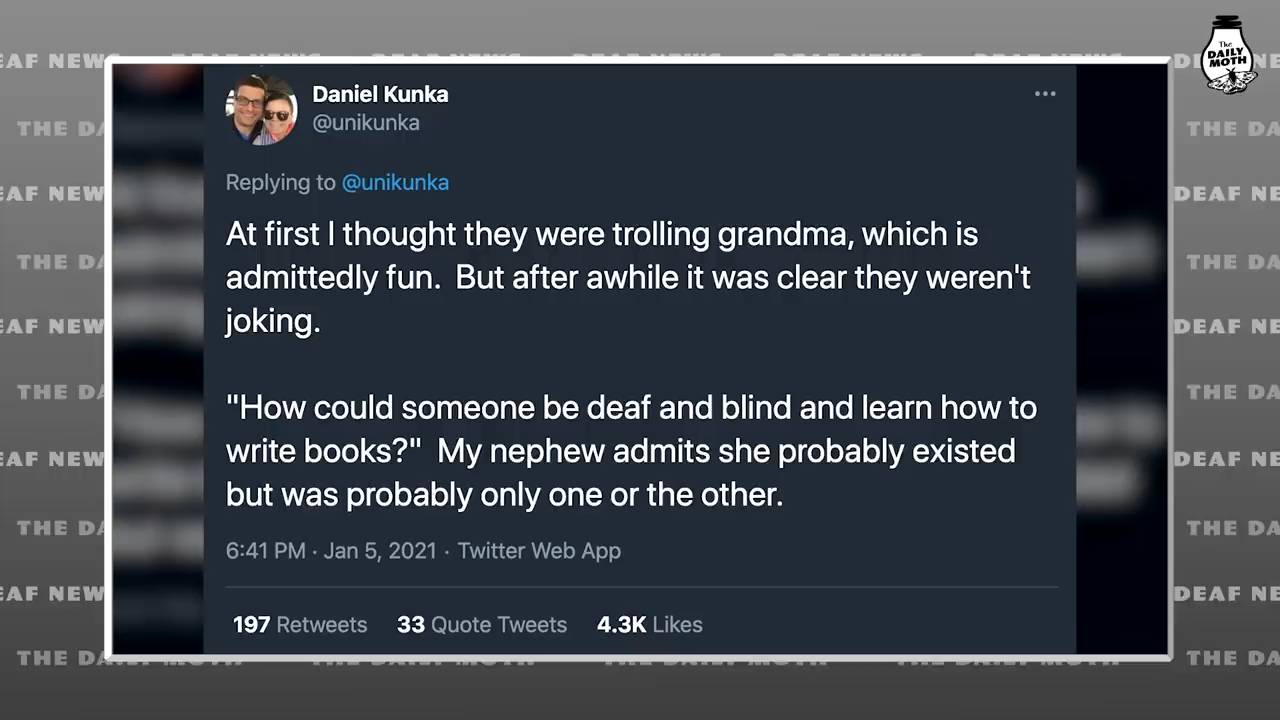 The
DAILY
MOTH
Daniel Kunka
@unikunka
Replying to @unikunka
At first I thought they were trolling grandma, which is
admittedly fun.  But after awhile it was clear they weren't
joking.
"How could someone be deaf and blind and learn how to
write books?"  My nephew admits she probably existed
but was probably only one or the other.
6:41 PM · Jan 5, 2021 · Twitter Web App
197 Retweets 33 Quote Tweets 4.3K Likes